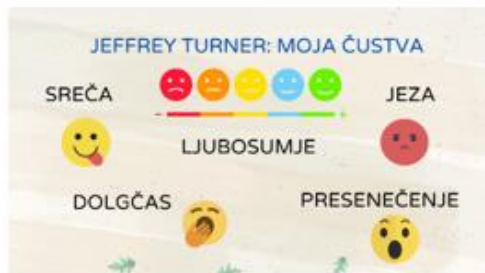 JEFFREY TURNER: MOJA ČUSTVA
SREČA
JEZA
LJUBOSUMJE
DOLGČAS
PRESENEČENJE